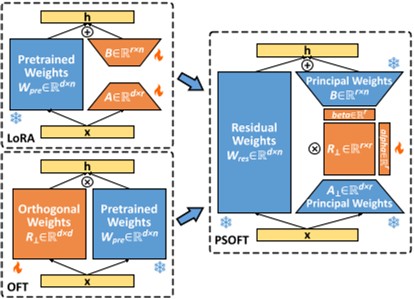 h
Pretrained
Weights
W_pre∈ℝ^{d×n}
B∈ℝ^{r×n}
A∈ℝ^{d×r}
LoRA
x
h
Orthogonal
Weights
R⊥∈ℝ^{d×d}
Pretrained
Weights
W_pre∈ℝ^{d×n}
OFT
x
h
Residual
Weights
W_res∈ℝ^{d×n}
Principal Weights
B∈ℝ^{r×n}
beta∈ℝ^r
R⊥∈ℝ^{r×r}
alpha∈ℝ^r
A⊥∈ℝ^{d×r}
Principal Weights
PSOFT
x